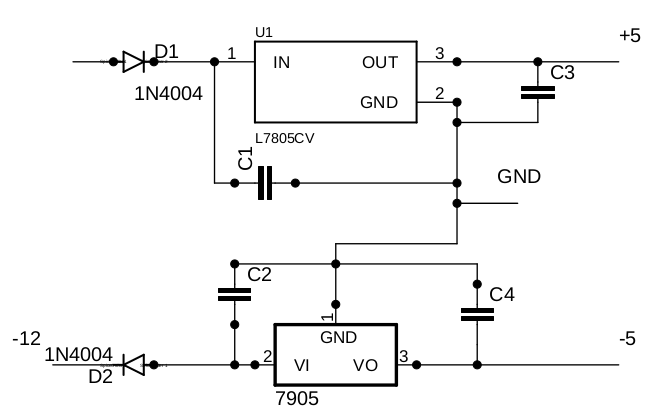 U1
+5
D1
1
IN
OUT
3
1N4004
GND
2
C3
L7805CV
C1
GND
C2
C4
1
-12
GND
-5
1N4004
D2
2
VI
VO
3
7905